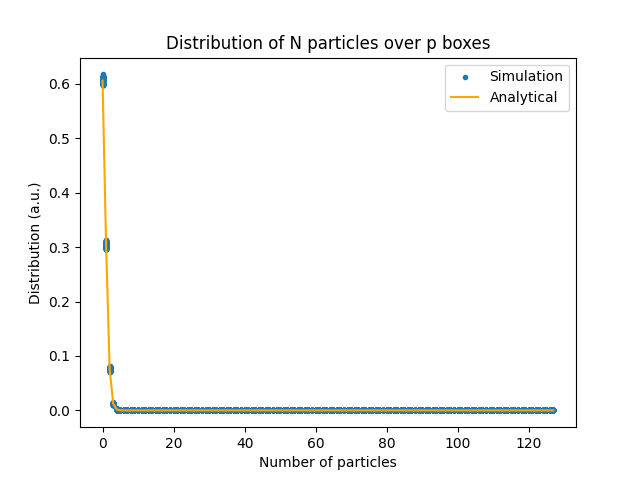 Distribution of N particles over p boxes
Simulation
Analytical
Distribution (a.u.)
0.6
0.5
0.4
0.3
0.2
0.1
0.0
0 20 40 60 80 100 120
Number of particles